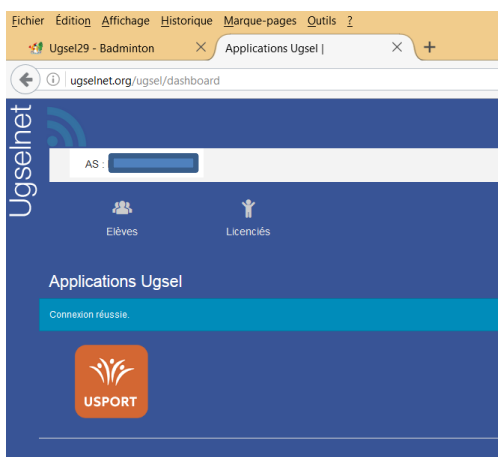 Fichier Édition Affichage Historique Marque-pages Outils ?
Ugsel29 - Badminton Applications Ugsel |
ugselnet.org/ugsel/dashboard
Ugselnet
AS :
Elèves Licenciés
Applications Ugsel
Connexion réussie.
USPORT